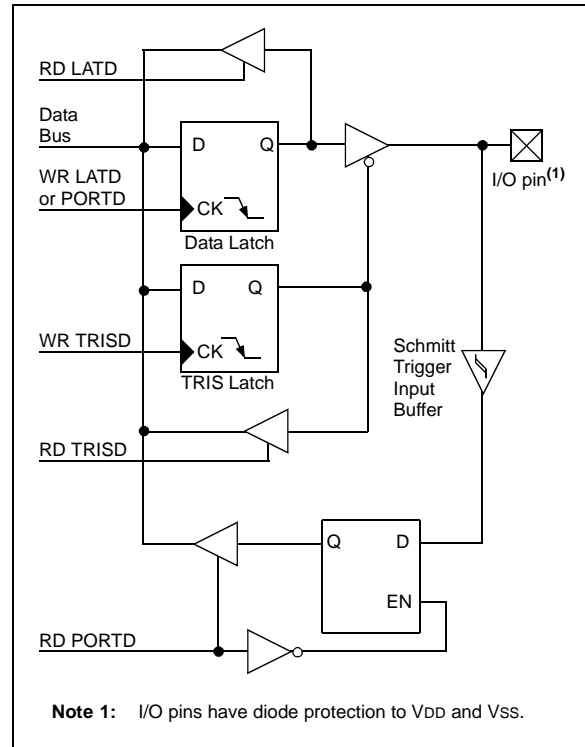 RD LATD
Data
Bus
D Q
WR LATD
or PORTD
CK
Data Latch
I/O pin(1)
D Q
WR TRISD
CK
TRIS Latch
Schmitt
Trigger
Input
Buffer
RD TRISD
Q D
EN
RD PORTD
Note 1: I/O pins have diode protection to VDD and VSS.